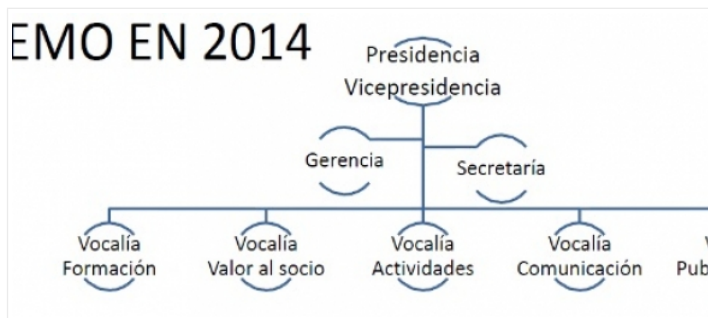 EMO EN 2014
Presidencia
Vicepresidencia
Gerencia
Secretaría
Vocalía
Formación
Vocalía
Valor al socio
Vocalía
Actividades
Vocalía
Comunicación